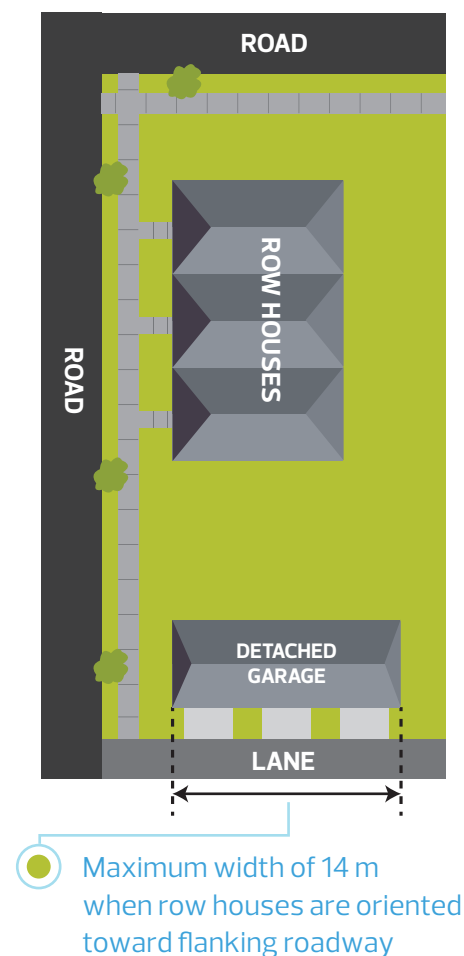 ROAD
ROAD
ROW HOUSES
DETACHED
GARAGE
LANE
Maximum width of 14 m
when row houses are oriented
toward flanking roadway